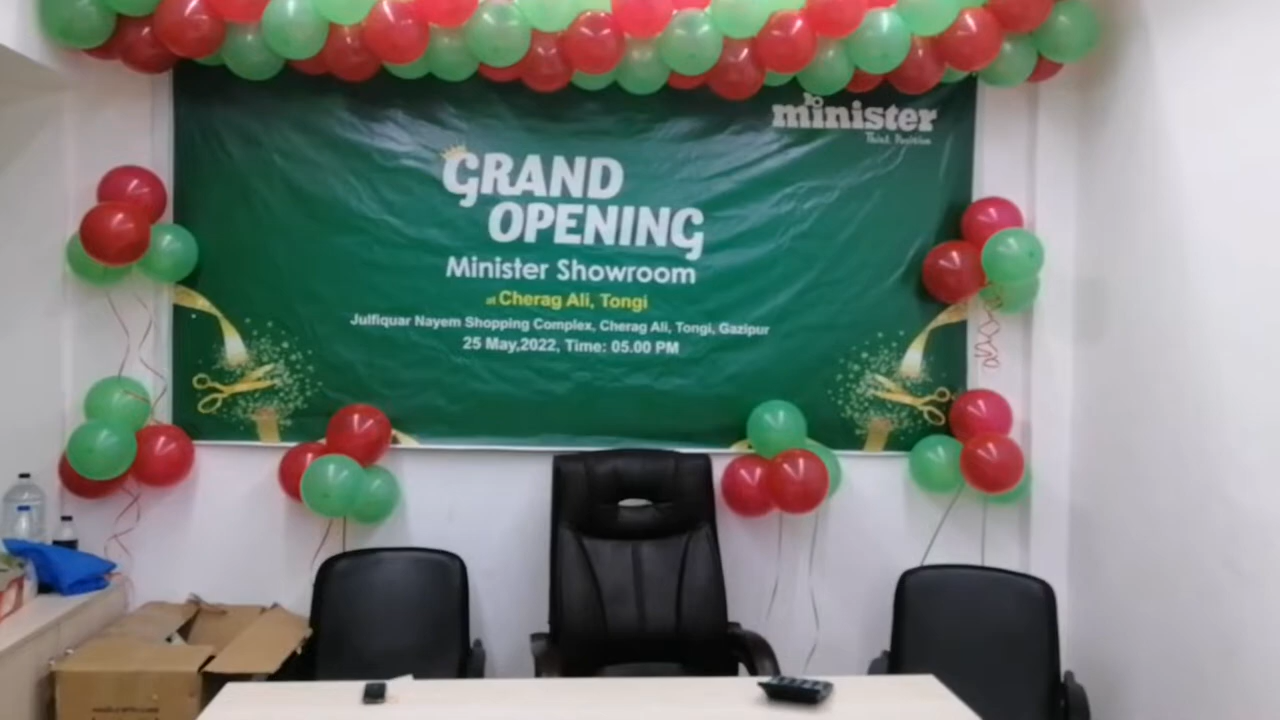 minister
Think Positive
GRAND
OPENING
Minister Showroom
at Cherag Ali, Tongi
Julfiquar Nayem Shopping Complex, Cherag Ali, Tongi, Gazipur
25 May,2022, Time: 05.00 PM